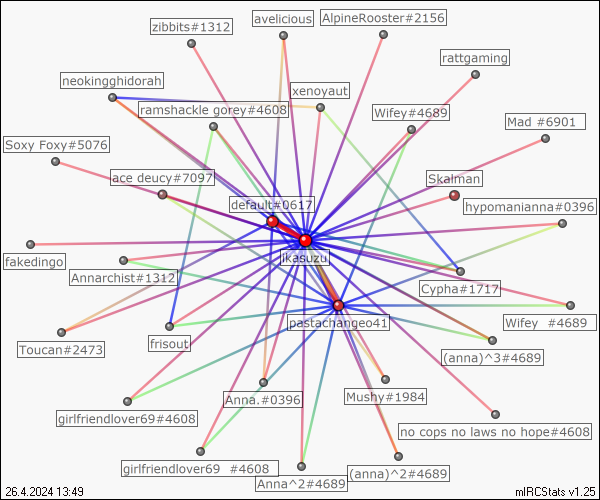 avelicious
AlpineRooster#2156
zibbits#1312
rattgaming
neokingghidorah
xenoyaut
ramshackle gorey#4608
Wifey#4689
Mad #6901
Soxy Foxy#5076
ace deucy#7097
Skalman
default#0617
hypomanianna#0396
jkasuzu
fakedingo
Annarchist#1312
Cypha#1717
pastachangeo41
Wifey #4689
Toucan#2473
frisout
(anna)^3#4689
Anna.#0396
Mushy#1984
girlfriendlover69#4608
no cops no laws no hope#4608
girlfriendlover69 #4608
(anna)^2#4689
Anna^2#4689
26.4.2024 13:49
mIRCStats v1.25